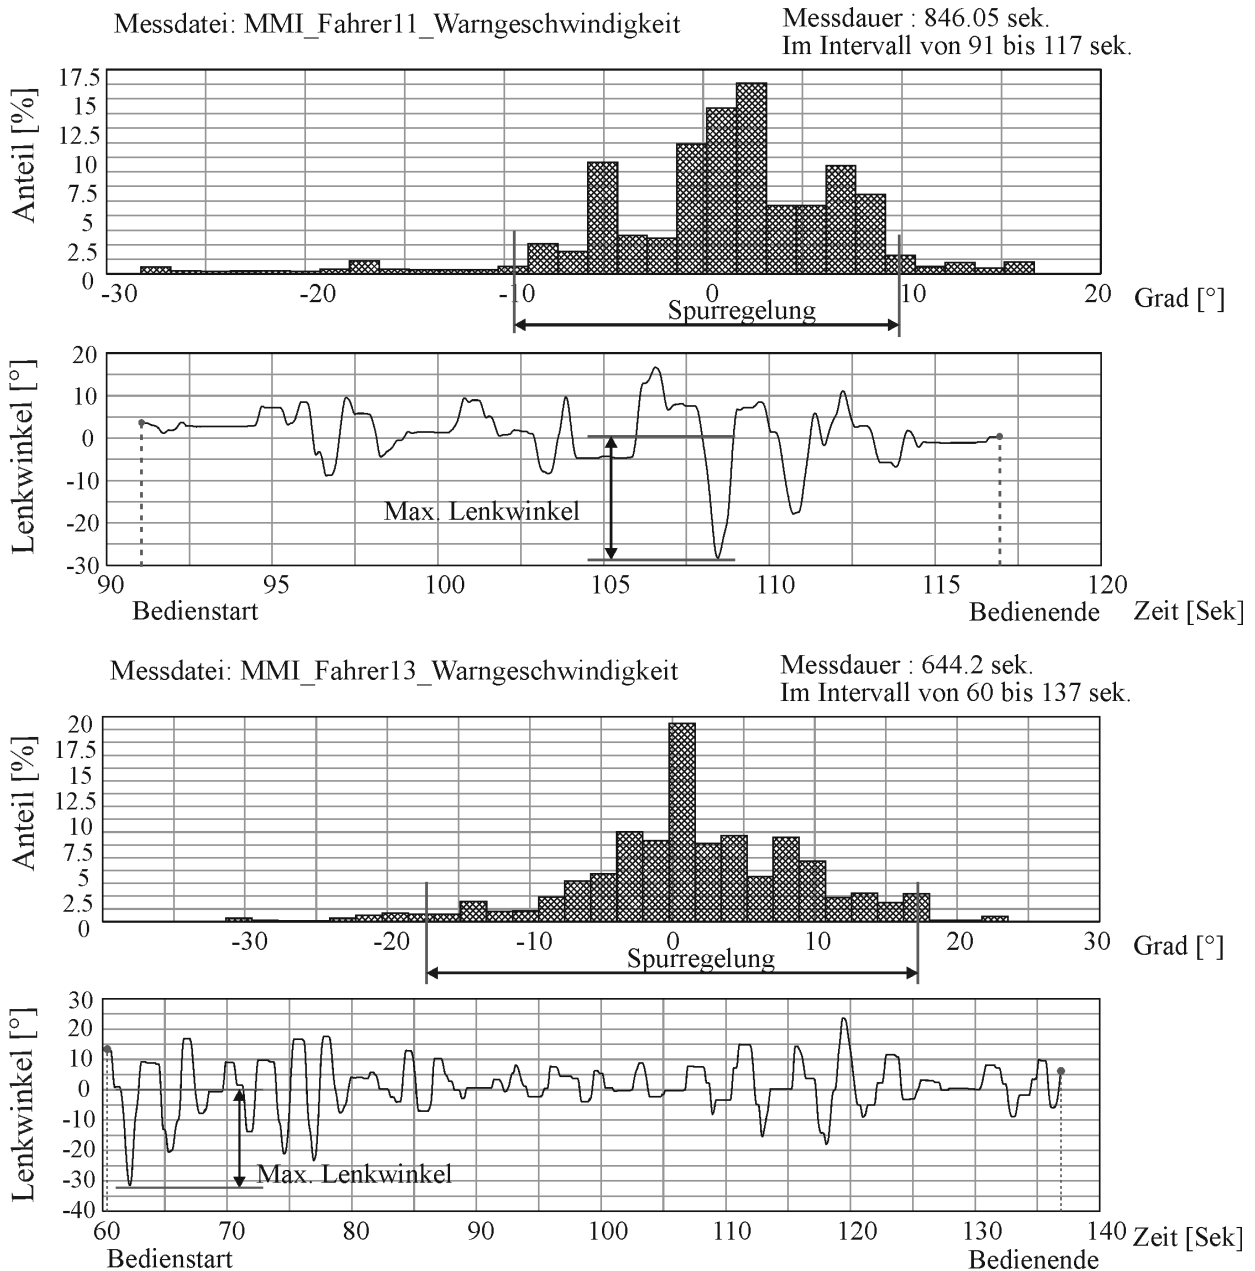 Messdatei: MMI_Fahrer11_Warngeschwindigkeit
Messdauer : 846.05 sek.
Im Intervall von 91 bis 117 sek.
Anteil [%]
17.5
15
12.5
10
7.5
5
2.5
0
-30 -20 -10 0 10 20 Grad [°]
Spurregelung
Lenkwinkel [°]
20
10
0
-10
-20
-30
Max. Lenkwinkel
90 95 100 105 110 115 120
Bedienstart Bedienende Zeit [Sek]
Messdatei: MMI_Fahrer13_Warngeschwindigkeit
Messdauer : 644.2 sek.
Im Intervall von 60 bis 137 sek.
Anteil [%]
20
17.5
15
12.5
10
7.5
5
2.5
0
-30 -20 -10 0 10 20 30 Grad [°]
Spurregelung
Lenkwinkel [°]
30
20
10
0
-10
-20
-30
-40
Max. Lenkwinkel
60 70 80 90 100 110 120 130 140 Zeit [Sek]
Bedienstart Bedienende